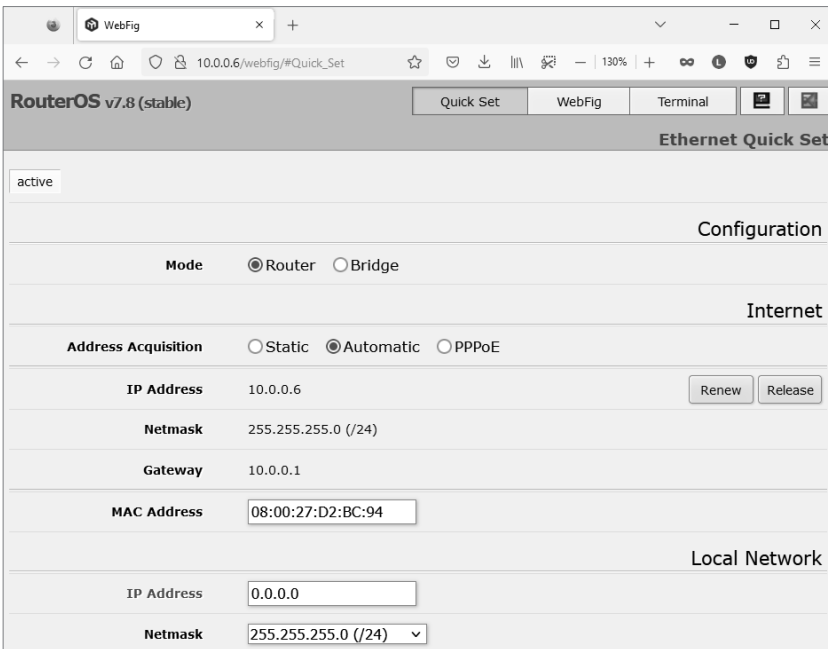 WebFig
10.0.0.6/webfig/#Quick_Set 130%
RouterOS v7.8 (stable) Quick Set WebFig Terminal
Ethernet Quick Set
active
Configuration
Mode Router Bridge
Internet
Address Acquisition Static Automatic PPPoE
IP Address 10.0.0.6 Renew Release
Netmask 255.255.255.0 (/24)
Gateway 10.0.0.1
MAC Address 08:00:27:D2:BC:94
Local Network
IP Address 0.0.0.0
Netmask 255.255.255.0 (/24)